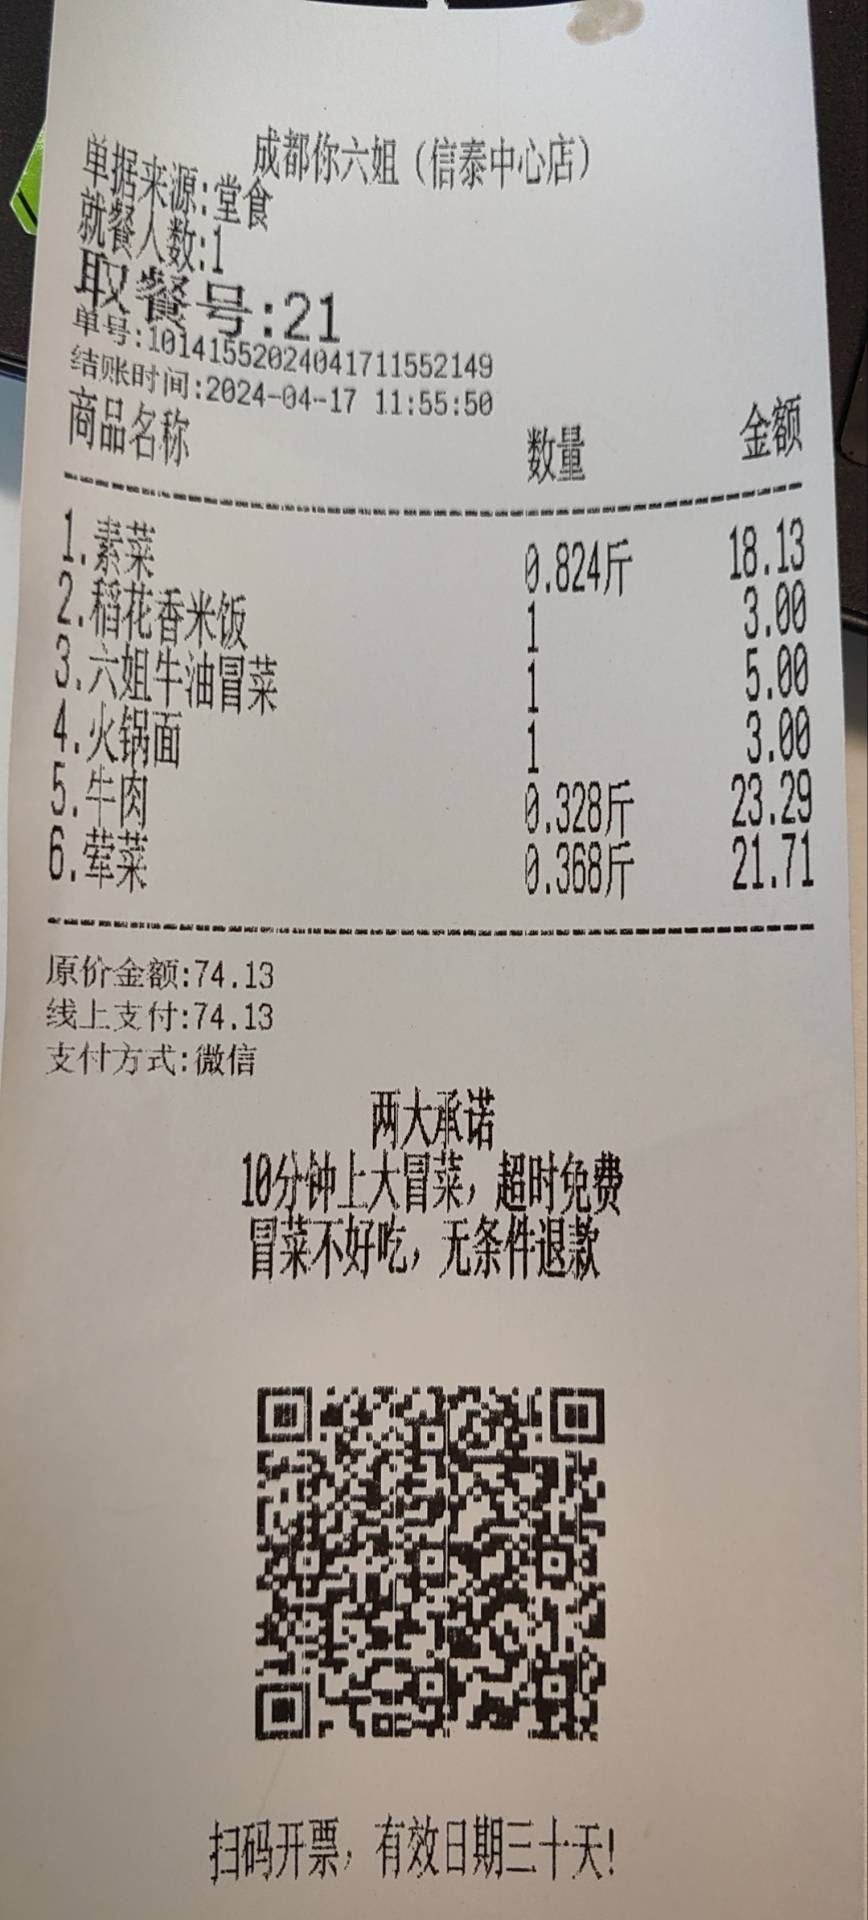 成都你六姐（信泰中心店）
单据来源:堂食
就餐人数:1
取餐号:21
单号:10141552024041711552149
结账时间:2024-04-17 11:55:50
商品名称 数量 金额
1.素菜 0.824斤 18.13
2.稻花香米饭 1 3.00
3.六姐牛油冒菜 1 5.00
4.火锅面 1 3.00
5.牛肉 0.328斤 23.29
6.荤菜 0.368斤 21.71
原价金额:74.13
线上支付:74.13
支付方式:微信
两大承诺
10分钟上大冒菜，超时免费
冒菜不好吃，无条件退款
扫码开票，有效日期三十天!